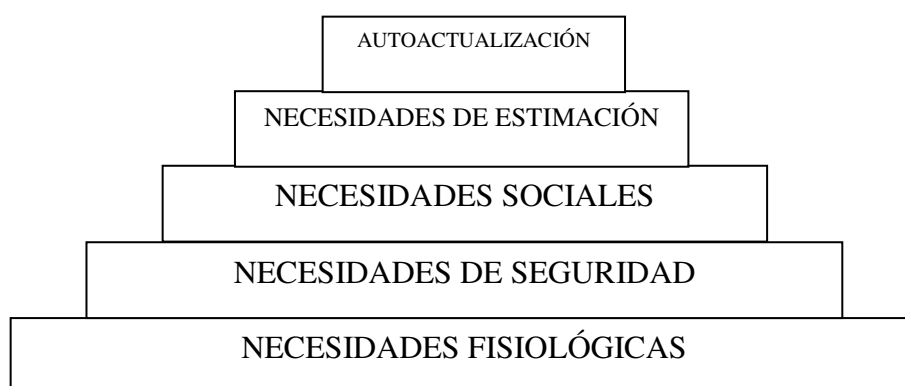 AUTOACTUALIZACIÓN
NECESIDADES DE ESTIMACIÓN
NECESIDADES SOCIALES
NECESIDADES DE SEGURIDAD
NECESIDADES FISIOLÓGICAS